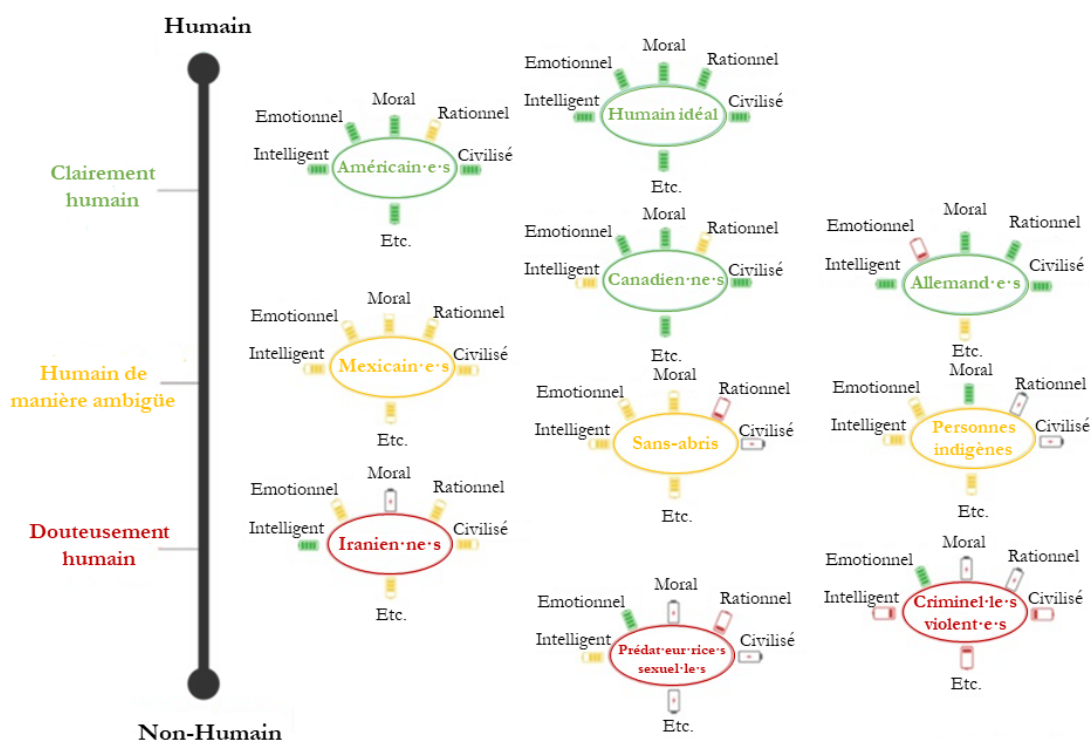 Humain
Clairement
humain
Humain de
manière ambigüe
Douteusement
humain
Non-Humain
Moral
Emotionnel
Rationnel
Intelligent
Civilisé
Humain idéal
Etc.
Moral
Emotionnel
Rationnel
Intelligent
Civilisé
Américain·e·s
Etc.
Moral
Emotionnel
Rationnel
Intelligent
Civilisé
Canadien·ne·s
Etc.
Moral
Emotionnel
Rationnel
Intelligent
Civilisé
Allemand·e·s
Etc.
Moral
Emotionnel
Rationnel
Intelligent
Civilisé
Mexicain·e·s
Etc.
Moral
Emotionnel
Rationnel
Intelligent
Civilisé
Sans-abris
Etc.
Moral
Emotionnel
Rationnel
Intelligent
Civilisé
Personnes
indigènes
Etc.
Moral
Emotionnel
Rationnel
Intelligent
Civilisé
Iranien·ne·s
Etc.
Moral
Emotionnel
Rationnel
Intelligent
Civilisé
Prédat·eur·rice·s
sexuel·le·s
Etc.
Moral
Emotionnel
Rationnel
Intelligent
Civilisé
Criminel·le·s
violent·e·s
Etc.